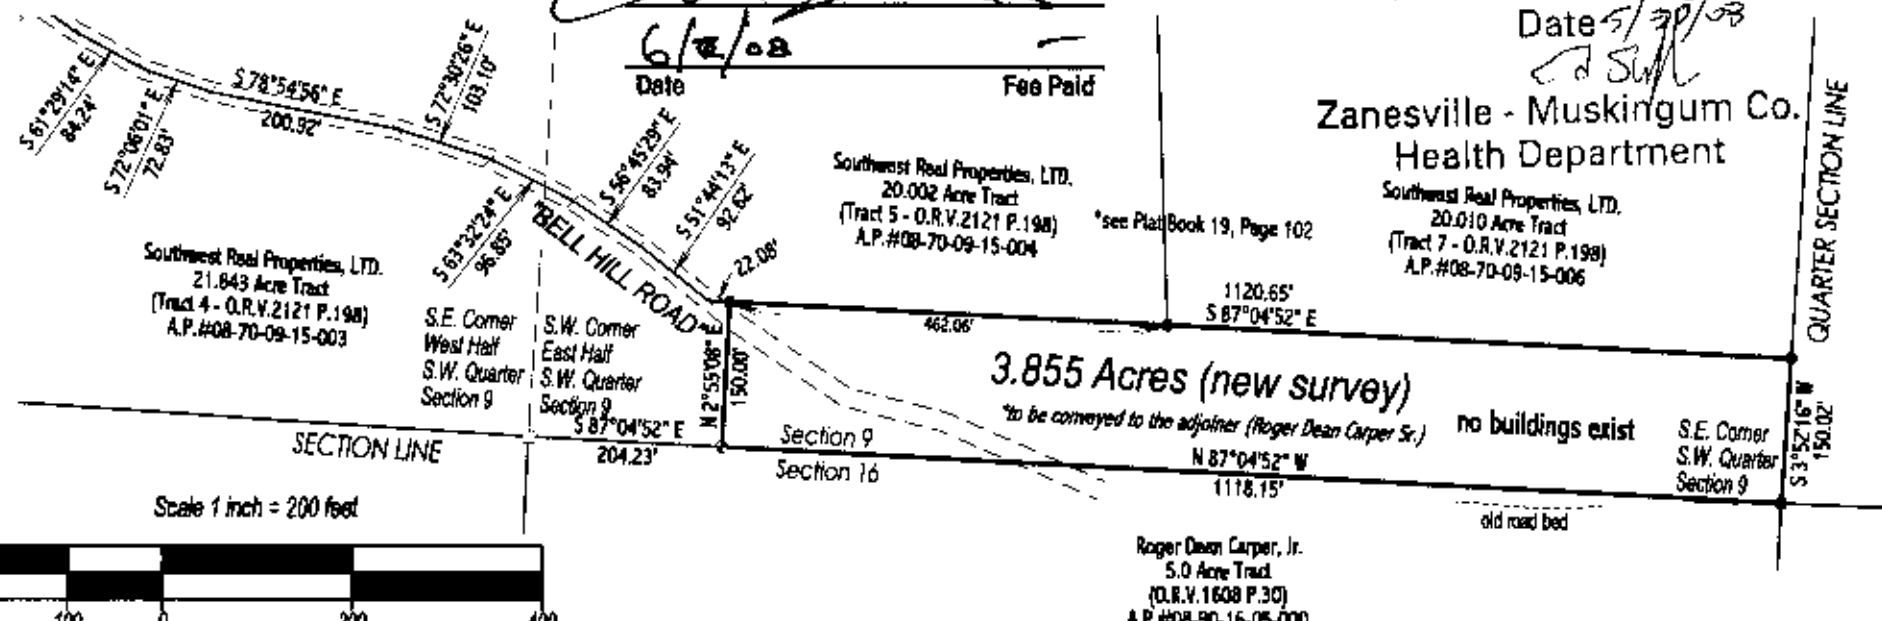 6/ /08
Date
Fee Paid
Date 5/30/08
Zanesville - Muskingum Co.
Health Department
QUARTER SECTION LINE
S 61°29'14" E
84.24'
S 72°06'01" E
72.83'
S 78°54'56" E
200.92'
S 72°30'26" E
103.10'
S 63°32'24" E
96.85'
S 56°45'29" E
83.94'
S 51°44'13" E
92.62'
22.08'
BELL HILL ROAD
Southwest Real Properties, LTD.
21.843 Acre Tract
(Tract 4 - O.R.V.2121 P.198)
A.P.#08-70-09-15-003
Southwest Real Properties, LTD.
20.002 Acre Tract
(Tract 5 - O.R.V.2121 P.198)
A.P.#08-70-09-15-004
*see Plat Book 19, Page 102
Southwest Real Properties, LTD.
20.010 Acre Tract
(Tract 7 - O.R.V.2121 P.198)
A.P.#08-70-09-15-006
S.E. Corner
West Half
S.W. Quarter
Section 9
S.W. Corner
East Half
S.W. Quarter
Section 9
N 2°55'08" E
150.00'
462.06'
1120.65'
S 87°04'52" E
3.855 Acres (new survey)
*to be conveyed to the adjoiner (Roger Dean Carper Sr.)
no buildings exist
S.E. Corner
S.W. Quarter
Section 9
S 3°52'16" W
150.02'
SECTION LINE
S 87°04'52" E
204.23'
Section 9
Section 16
N 87°04'52" W
1118.15'
old road bed
Scale 1 inch = 200 feet
100 0 200 400
Roger Dean Carper, Jr.
5.0 Acre Tract
(O.R.V.1608 P.30)
A.P.#08-90-16-05-000